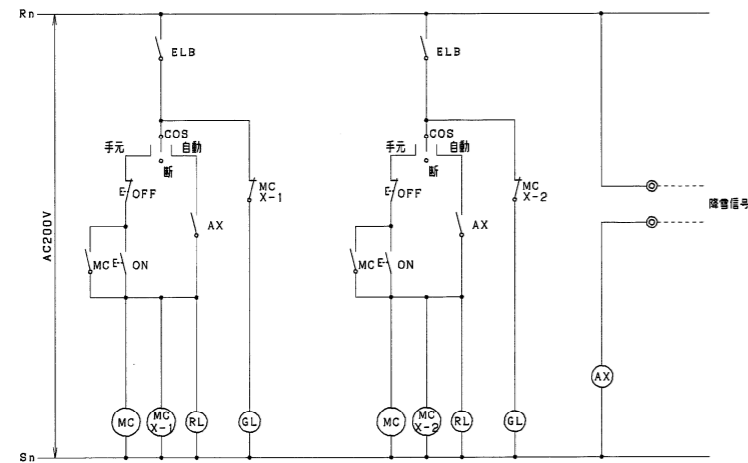 Rn
ELB
ELB
COS
手元
自動
断
OFF
MC
X-1
AX
MC
ON
COS
手元
自動
断
OFF
MC
X-2
AX
MC
ON
降雪信号
AC200V
AX
MC
MC
X-1
RL
GL
MC
MC
X-2
RL
GL
Sn